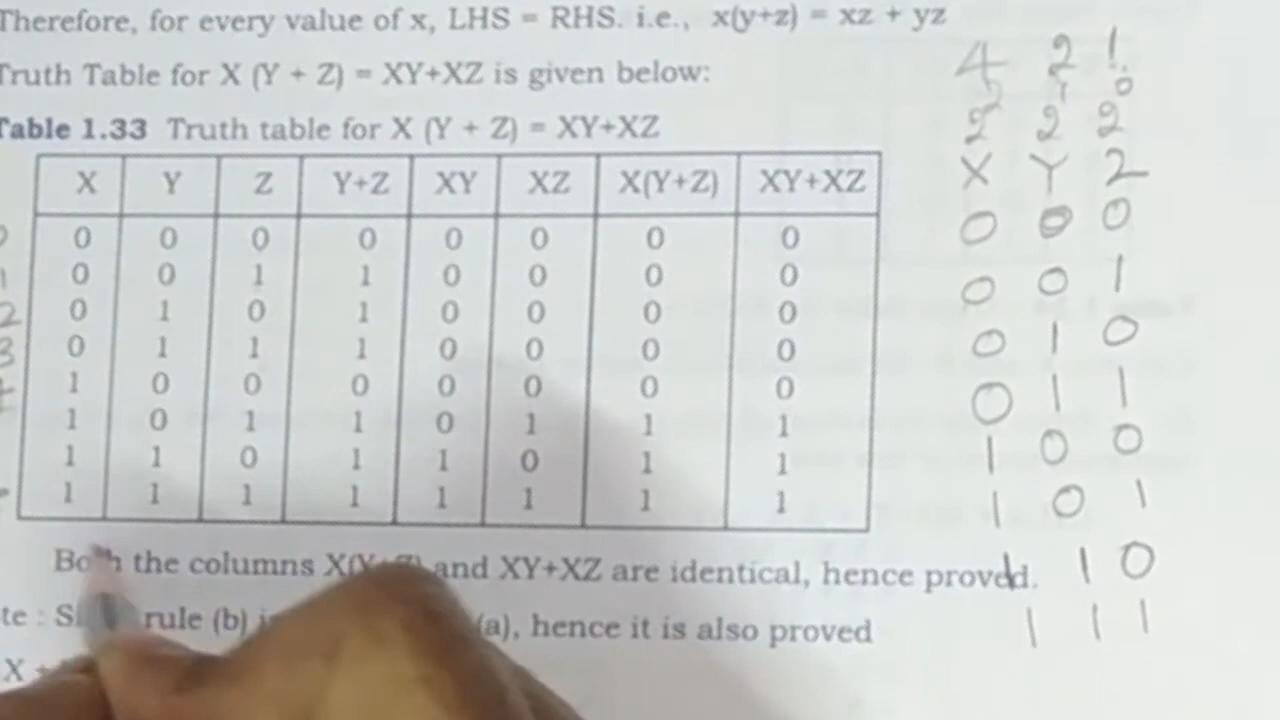 Therefore, for every value of x, LHS = RHS. i.e., x(y+z) = xz + yz
Truth Table for X (Y + Z) = XY+XZ is given below:
Table 1.33 Truth table for X (Y + Z) = XY+XZ
X Y Z Y+Z XY XZ X(Y+Z) XY+XZ
0 0 0 0 0 0 0 0
0 0 1 1 0 0 0 0
0 1 0 1 0 0 0 0
0 1 1 1 0 0 0 0
1 0 0 0 0 0 0 0
1 0 1 1 0 1 1 1
1 1 0 1 1 0 1 1
1 1 1 1 1 1 1 1
Both the columns X(Y+Z) and XY+XZ are identical, hence proved.
rule (b) (a), hence it is also proved
X
4 2 1
2 2 2
X Y Z
0 0 0
0 0 1
0 1 0
0 1 1
1 0 0
1 0 1
1 1 0
1 1 1